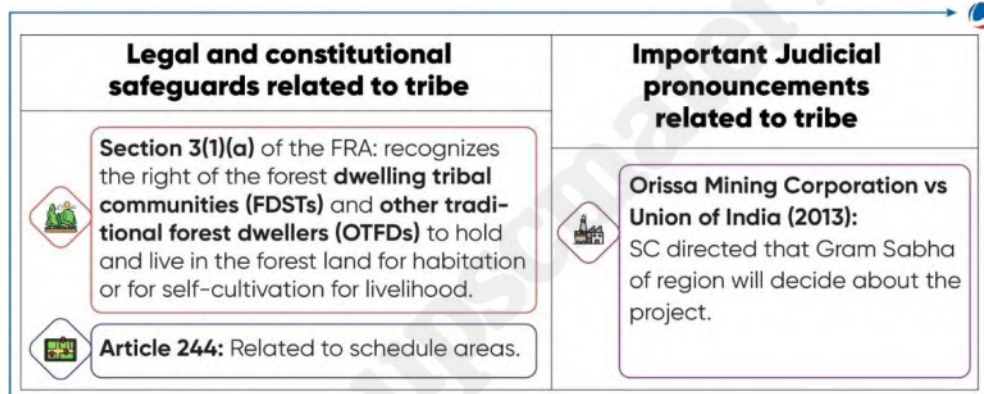 Legal and constitutional
safeguards related to tribe
Important Judicial
pronouncements
related to tribe
Section 3(1)(a) of the FRA: recognizes
the right of the forest dwelling tribal
communities (FDSTs) and other tradi-
tional forest dwellers (OTFDs) to hold
and live in the forest land for habitation
or for self-cultivation for livelihood.
Article 244: Related to schedule areas.
Orissa Mining Corporation vs
Union of India (2013):
SC directed that Gram Sabha
of region will decide about the
project.